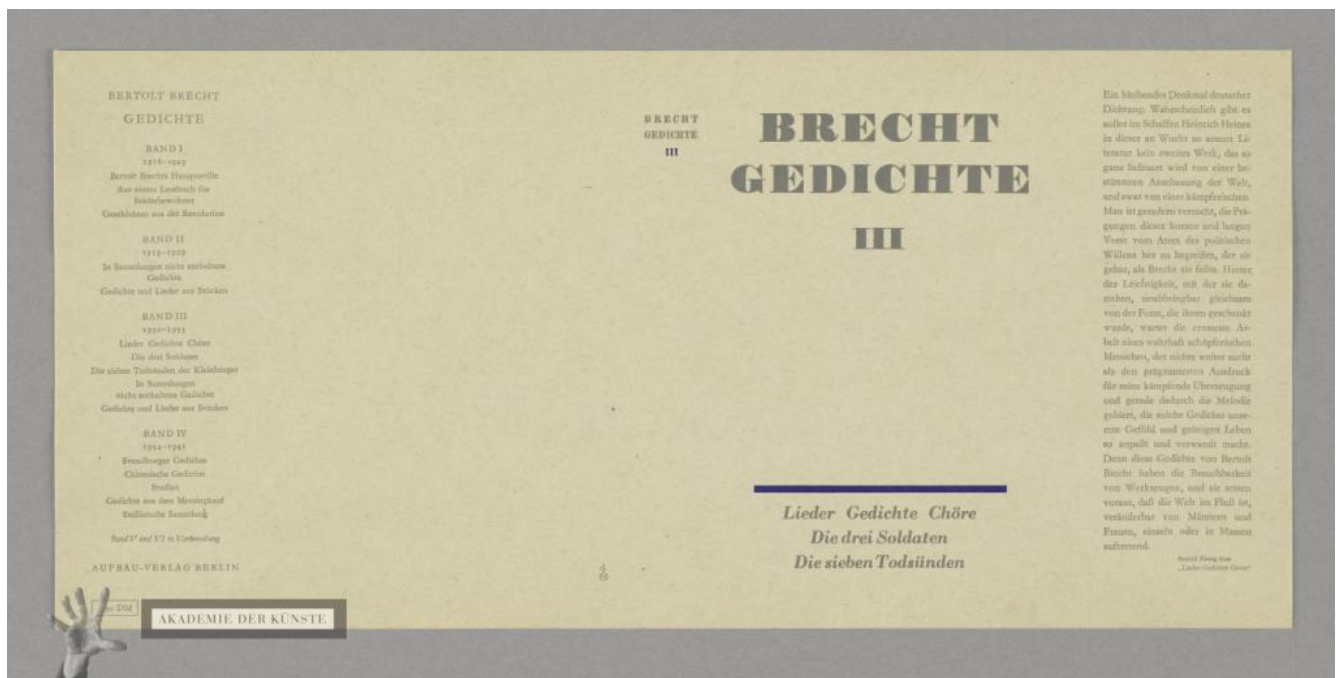 BERTOLT BRECHT
GEDICHTE
BAND I
1918–1929
Bertolt Brechts Hauspostille
Aus einem Lesebuch für
Städtebewohner
Geschichten aus der Revolution
BAND II
1913–1929
In Sammlungen nicht enthaltene
Gedichte
Gedichte und Lieder aus Stücken
BAND III
1930–1933
Lieder Gedichte Chöre
Die drei Soldaten
Die sieben Todsünden der Kleinbürger
In Sammlungen
nicht enthaltene Gedichte
Gedichte und Lieder aus Stücken
BAND IV
1934–1941
Svendborger Gedichte
Chinesische Gedichte
Studien
Gedichte aus dem Messingkauf
Steffinische Sammlung
Band V und VI in Vorbereitung
AUFBAU-VERLAG BERLIN
DM
AKADEMIE DER KÜNSTE
BRECHT
GEDICHTE
III
BRECHT
GEDICHTE
III
Lieder Gedichte Chöre
Die drei Soldaten
Die sieben Todsünden
Ein bleibendes Denkmal deutscher
Dichtung. Wahrscheinlich gibt es
außer im Schaffen Heinrich Heines
in dieser an Wucht so armen Li-
teratur kein zweites Werk, das so
ganz befeuert wird von einer be-
stimmten Anschauung der Welt,
und zwar von einer kämpferischen.
Man ist geradezu versucht, die Prä-
gungen dieser kurzen und langen
Verse vom Atem des politischen
Willens her zu begreifen, der sie
gebar, als Brecht sie fühlte. Hinter
der Leichtigkeit, mit der sie da-
stehen, unabbringbar gleichsam
von der Form, die ihnen geschenkt
wurde, wartet die ernsteste Ar-
beit eines wahrhaft schöpferischen
Menschen, der nichts weiter sucht
als den prägnantesten Ausdruck
für seine kämpfende Überzeugung
und gerade dadurch die Melodie
gebiert, die solche Gedichte unse-
rem Gefühl und geistigen Leben
so anpaßt und verwandt macht.
Denn diese Gedichte von Bertolt
Brecht haben die Brauchbarkeit
von Werkzeugen, und sie setzen
voraus, daß die Welt im Fluß ist,
veränderbar von Männern und
Frauen, einzeln oder in Massen
auftretend.
Arnold Zweig über
„Lieder Gedichte Chöre“